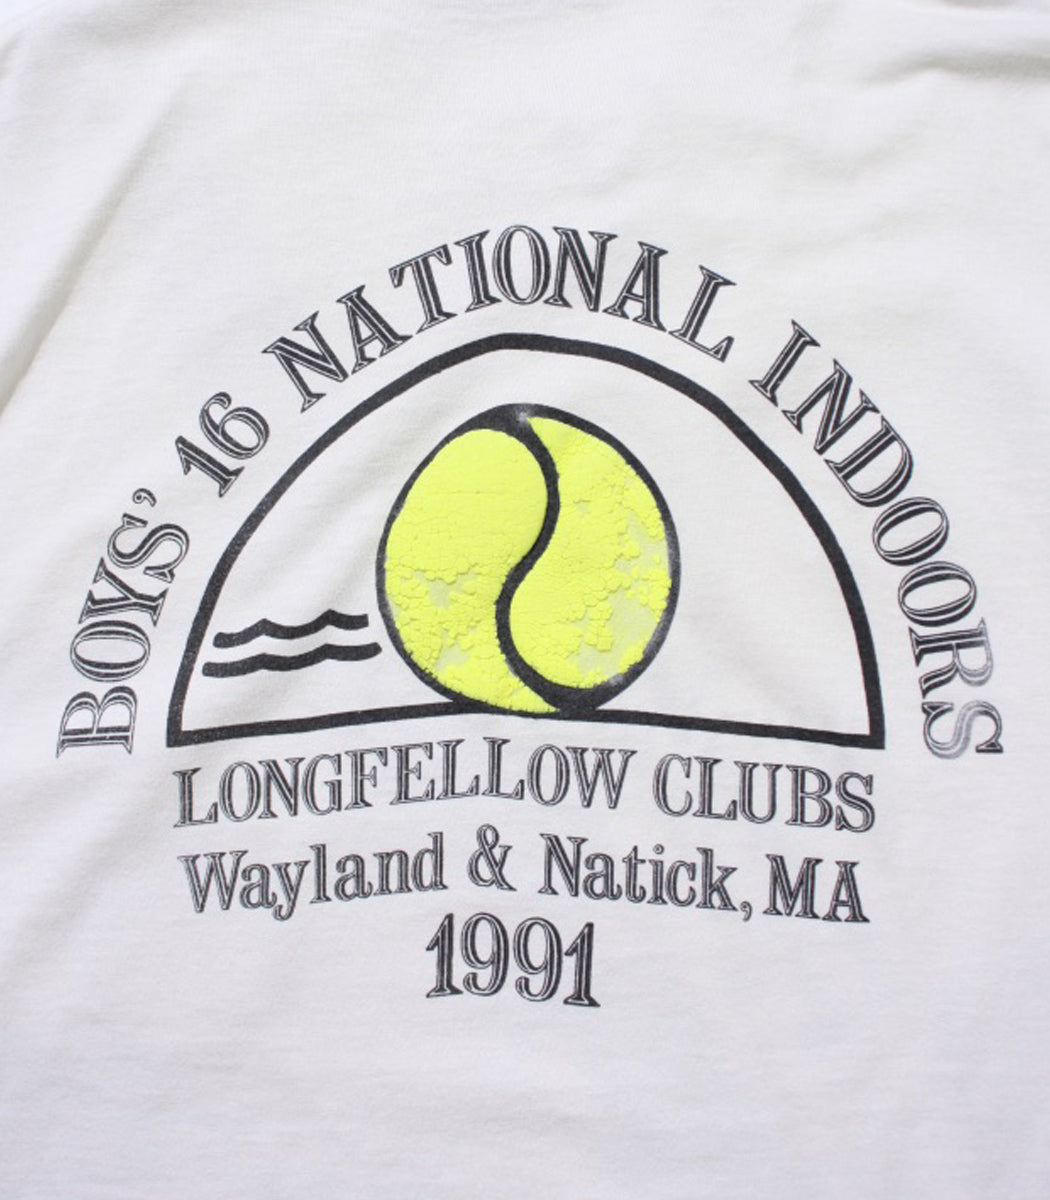 BOYS' 16 NATIONAL INDOORS
LONGFELLOW CLUBS
Wayland & Natick, MA
1991